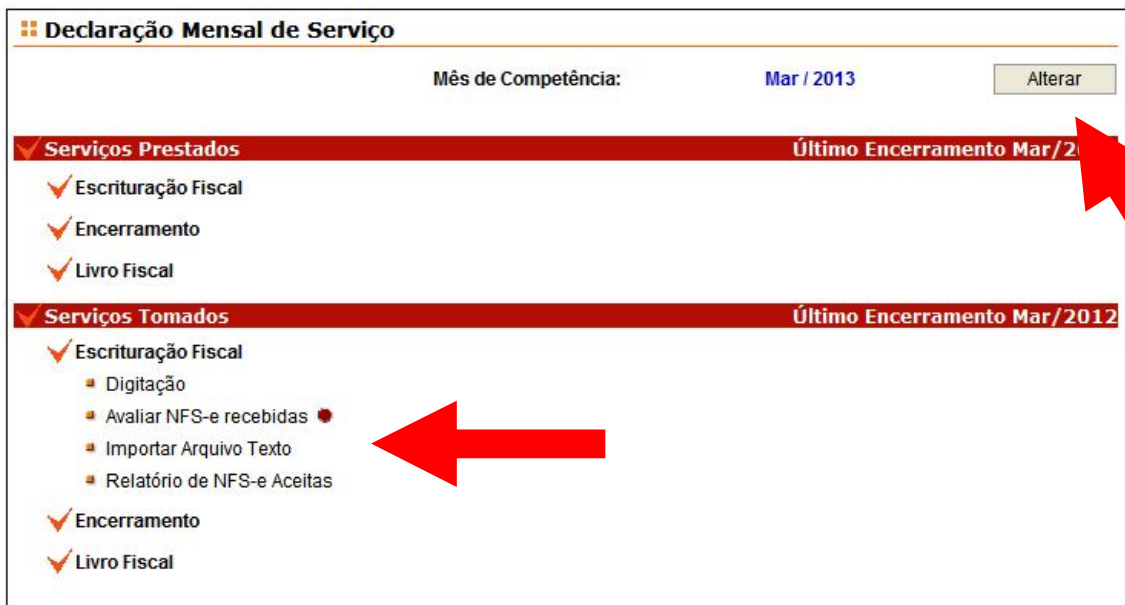 Declaração Mensal de Serviço
Mês de Competência: Mar / 2013 Alterar
Serviços Prestados Último Encerramento
Escrituração Fiscal
Encerramento
Livro Fiscal
Serviços Tomados Último Encerramento Mar/2012
Escrituração Fiscal
Digitação
Avaliar NFS-e recebidas
Importar Arquivo Texto
Relatório de NFS-e Aceitas
Encerramento
Livro Fiscal